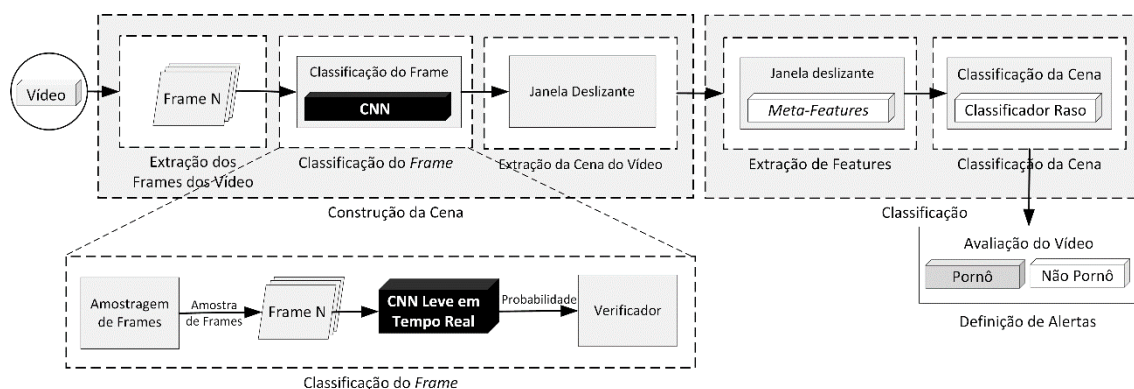 Vídeo
Frame N
Extração dos
Frames dos Vídeo
Classificação do Frame
CNN
Classificação do Frame
Janela Deslizante
Extração da Cena do Vídeo
Construção da Cena
Janela deslizante
Meta-Features
Extração de Features
Classificação da Cena
Classificador Raso
Classificação da Cena
Classificação
Avaliação do Vídeo
Pornô
Não Pornô
Definição de Alertas
Amostragem
de Frames
Amostra
de Frames
Frame N
CNN Leve em
Tempo Real
Probabilidade
Verificador
Classificação do Frame